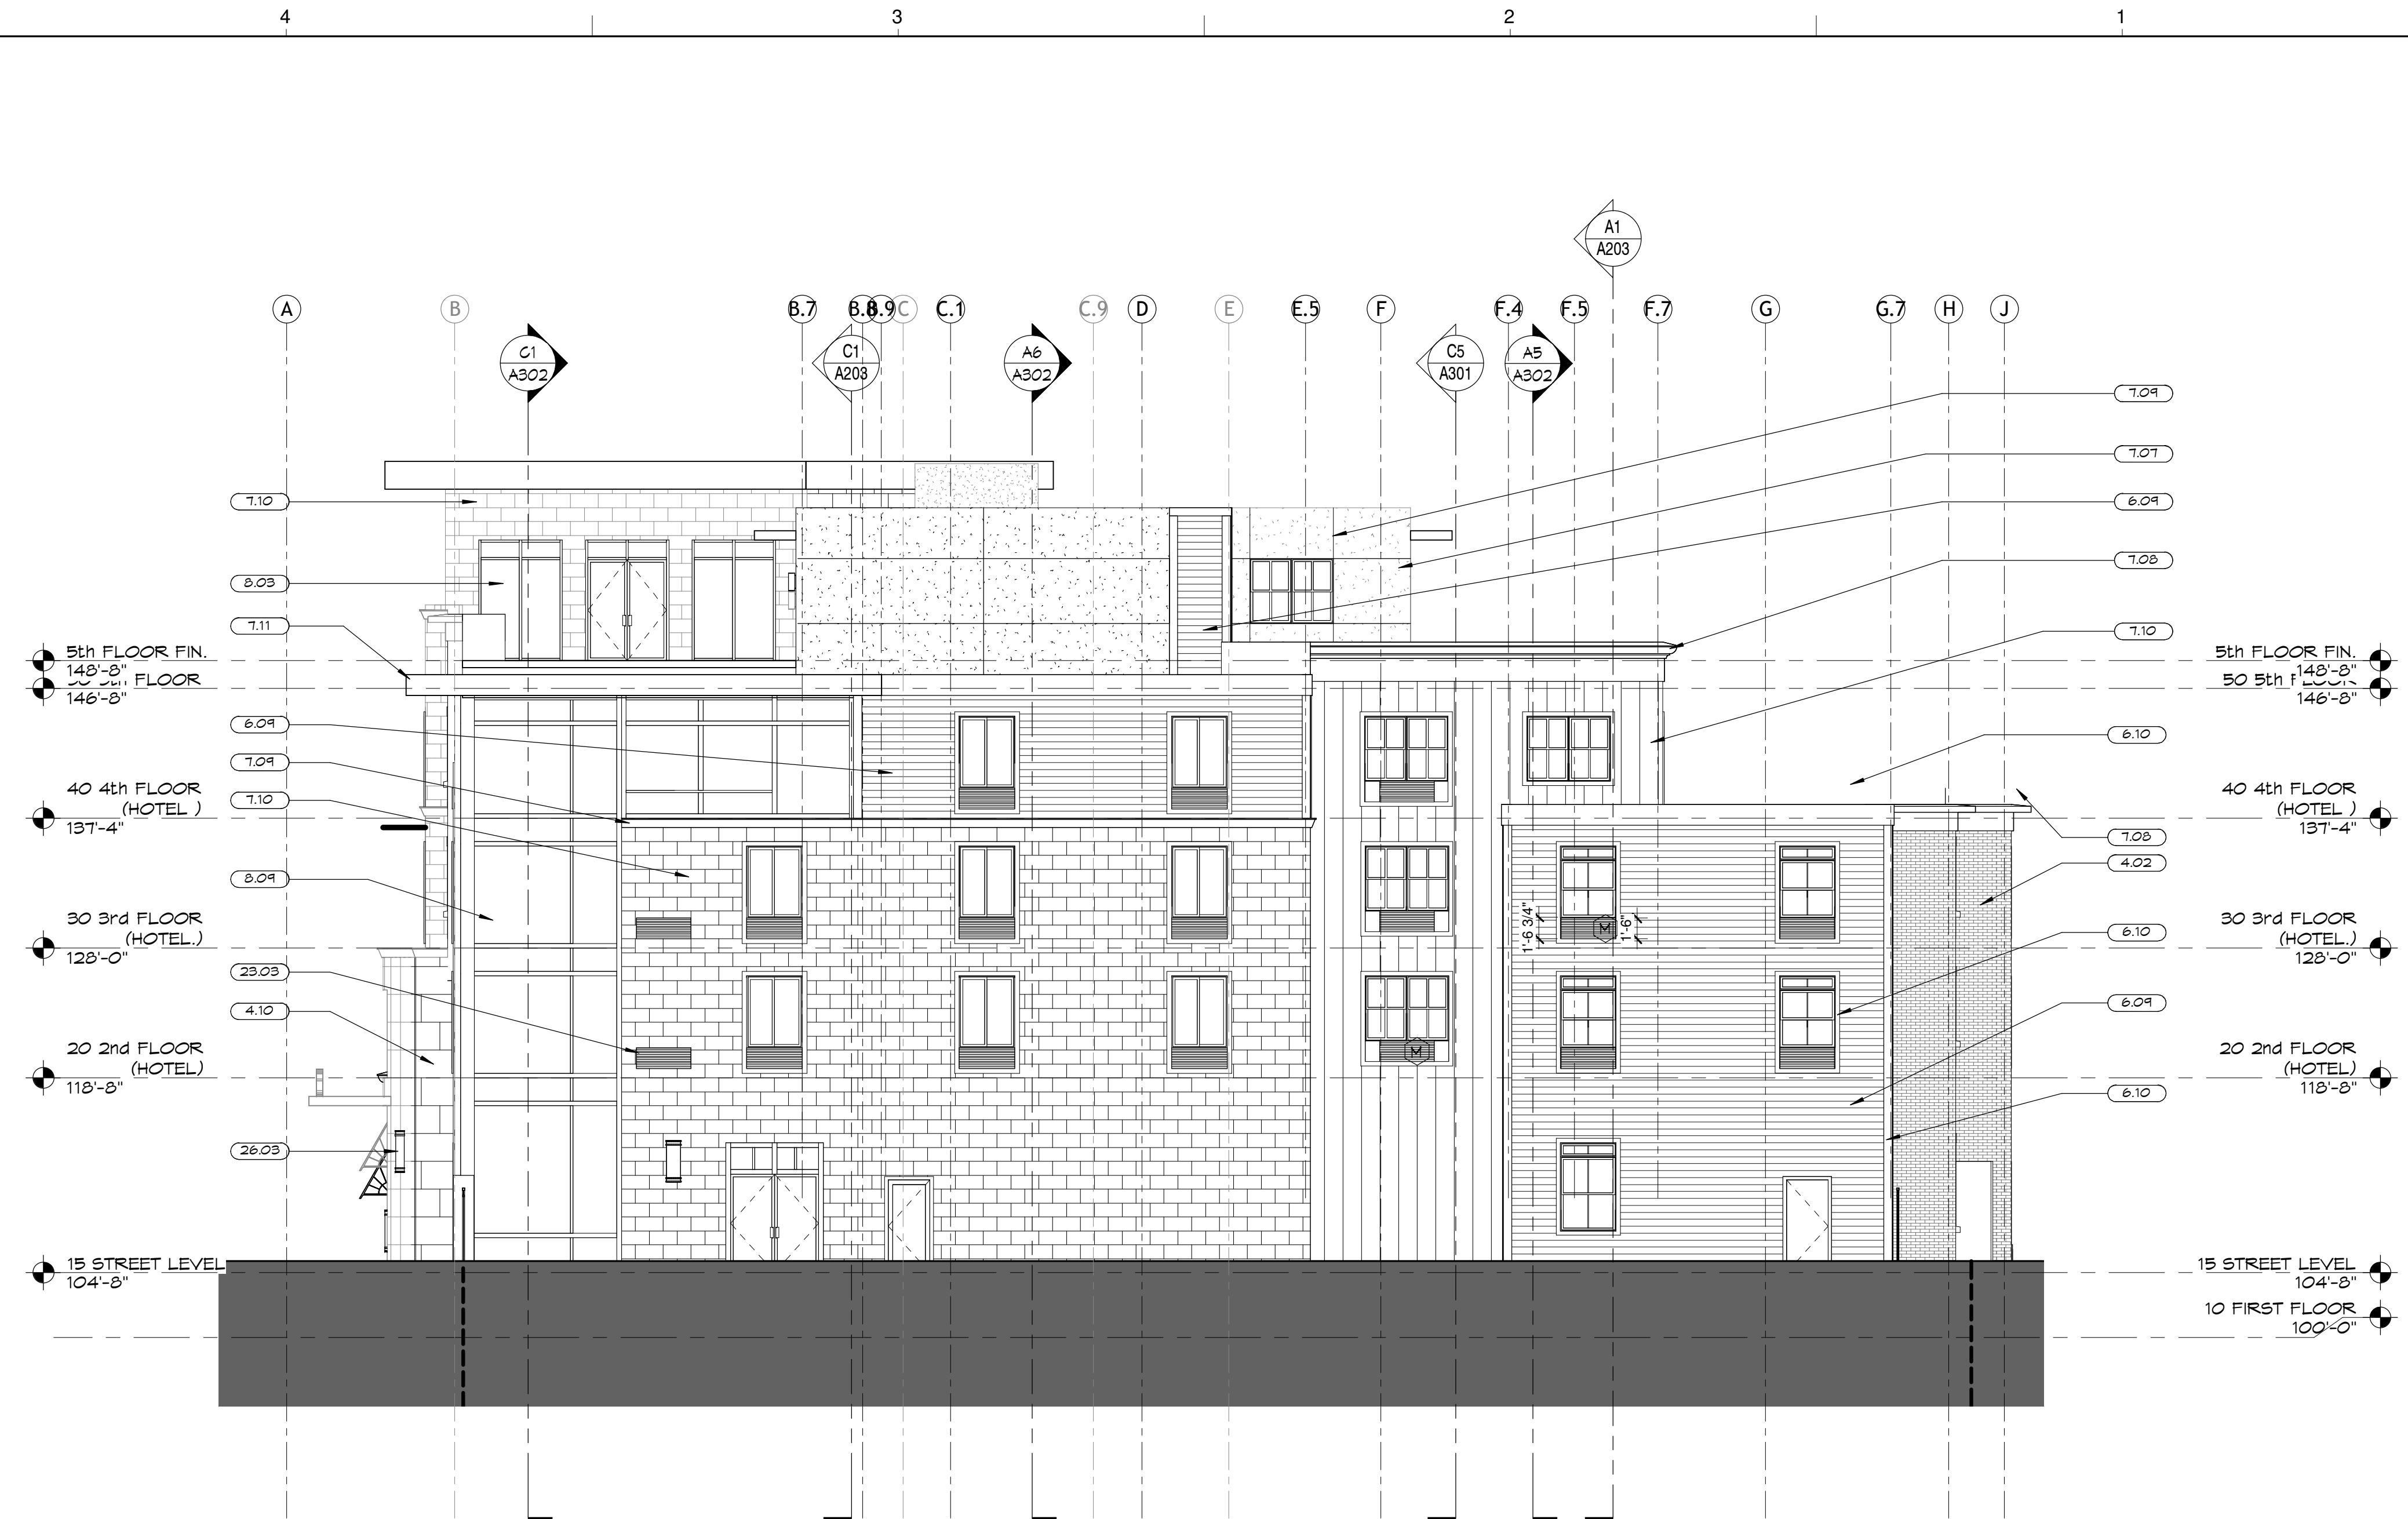 4 3 2 1
A1
A203
A B B.7 B.8 B.9 C C.1 C.9 D E E.5 F F.4 F.5 F.7 G G.7 H J
C1
A302
C1
A203
A6
A302
C5
A301
A5
A302
7.10
8.03
7.11
5th FLOOR FIN.
148'-8"
5th FLOOR
146'-8"
6.09
7.09
40 4th FLOOR
(HOTEL )
137'-4"
7.10
8.09
30 3rd FLOOR
(HOTEL.)
128'-0"
23.03
4.10
20 2nd FLOOR
(HOTEL)
118'-8"
26.03
15 STREET LEVEL
104'-8"
1'-6 3/4"
M
1'-6"
M
7.09
7.07
6.09
7.08
7.10
5th FLOOR FIN.
148'-8"
50 5th FLOOR
146'-8"
6.10
40 4th FLOOR
(HOTEL )
137'-4"
7.08
4.02
30 3rd FLOOR
(HOTEL.)
128'-0"
6.10
6.09
20 2nd FLOOR
(HOTEL)
118'-8"
6.10
15 STREET LEVEL
104'-8"
10 FIRST FLOOR
100'-0"